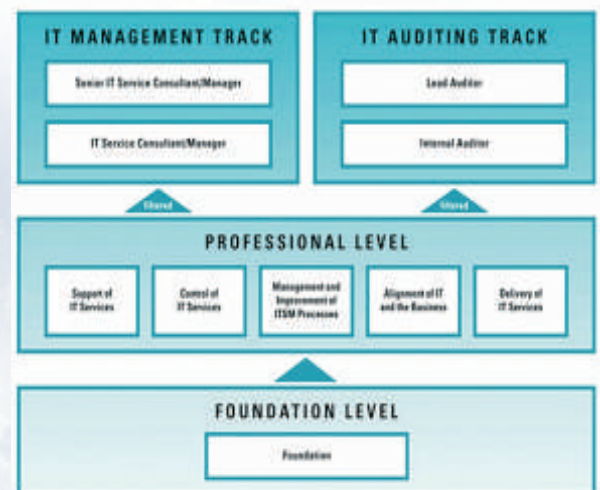 IT MANAGEMENT TRACK
Senior IT Service Consultant/Manager
IT Service Consultant/Manager
IT AUDITING TRACK
Lead Auditor
Internal Auditor
filtered
filtered
PROFESSIONAL LEVEL
Support of
IT Services
Control of
IT Services
Management and
Improvement of
ITSM Processes
Alignment of IT
and the Business
Delivery of
IT Services
FOUNDATION LEVEL
Foundation